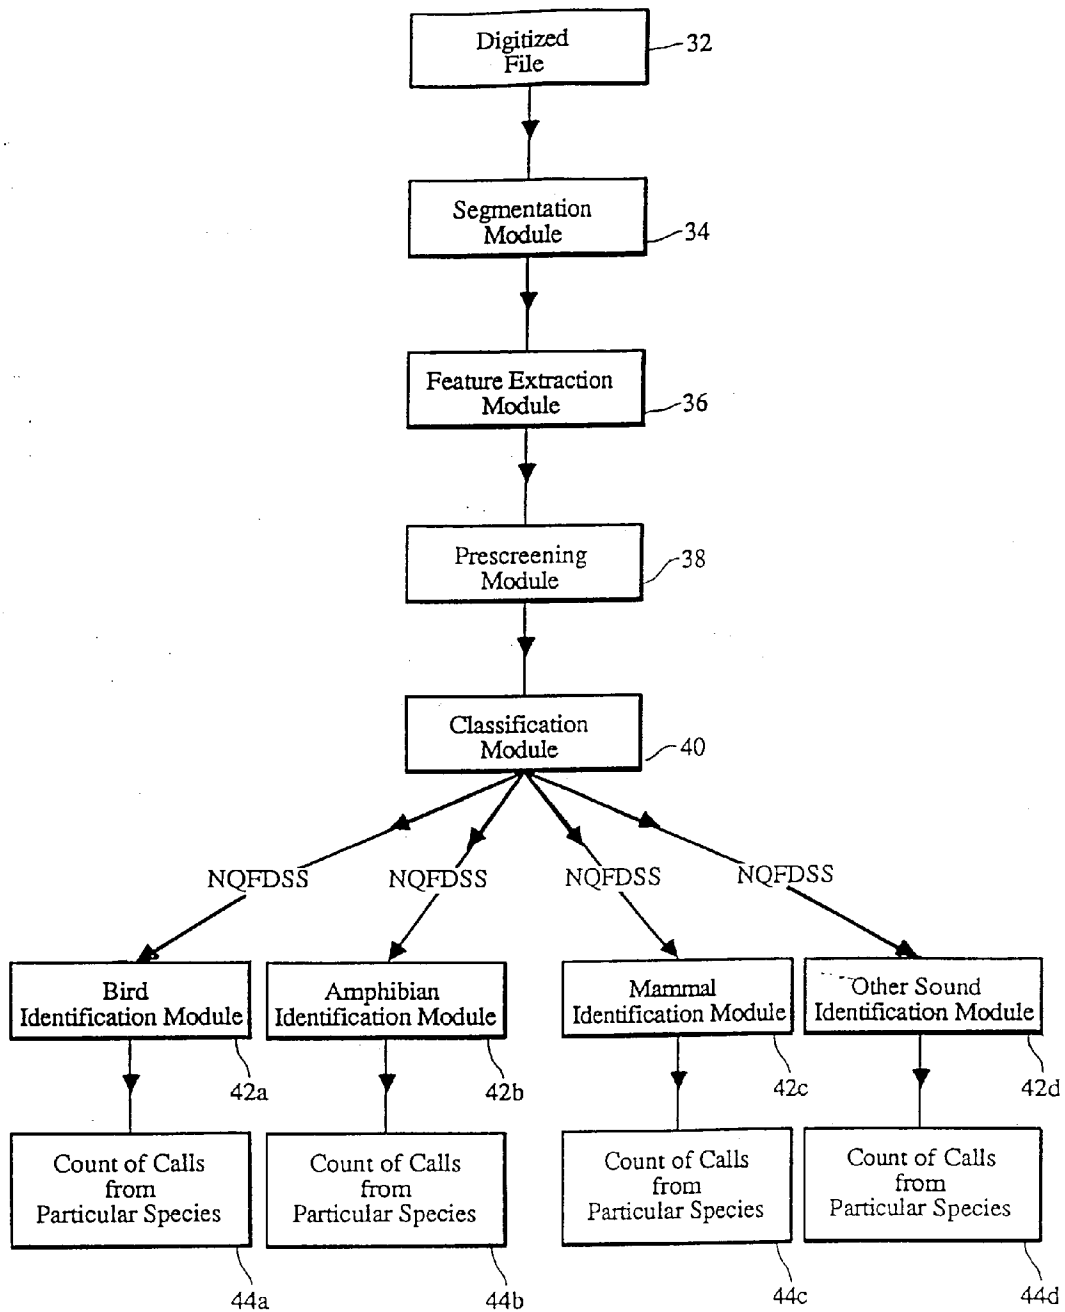 Digitized
File
32
Segmentation
Module
34
Feature Extraction
Module
36
Prescreening
Module
38
Classification
Module
40
NQFDSS
NQFDSS
NQFDSS
NQFDSS
Bird
Identification Module
42a
Amphibian
Identification Module
42b
Mammal
Identification Module
42c
Other Sound
Identification Module
42d
Count of Calls
from
Particular Species
44a
Count of Calls
from
Particular Species
44b
Count of Calls
from
Particular Species
44c
Count of Calls
from
Particular Species
44d